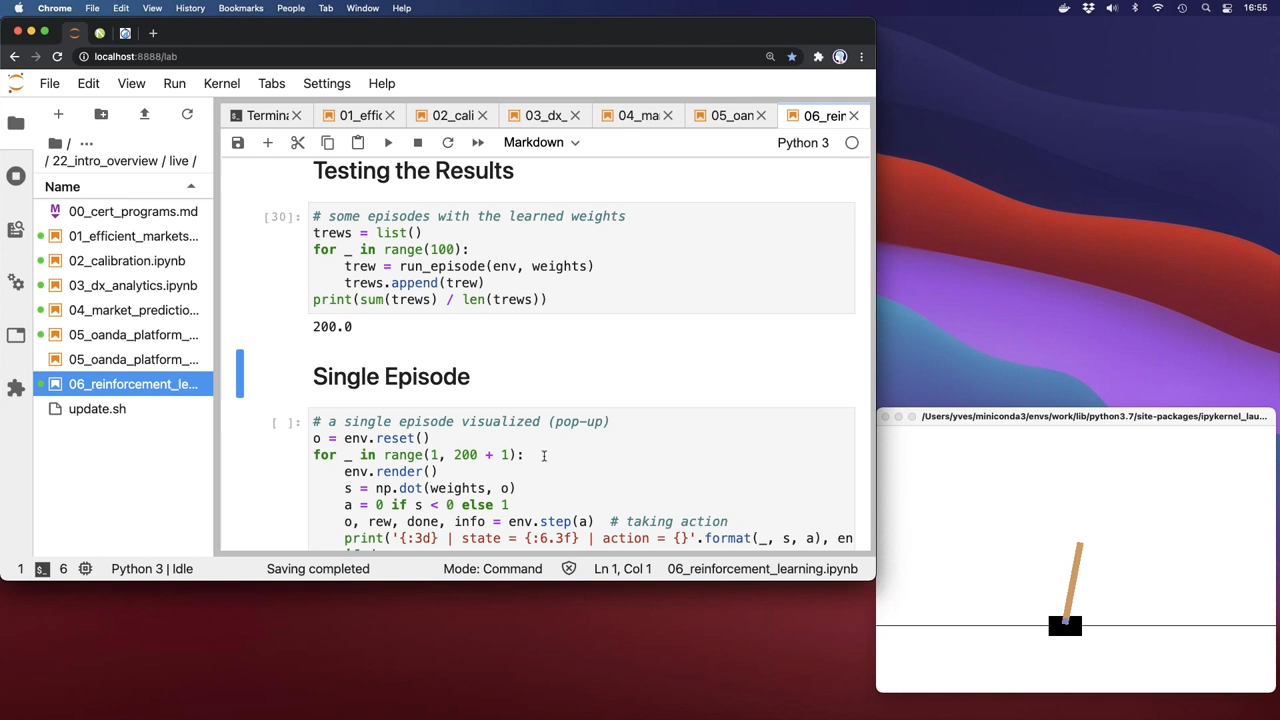 Chrome File Edit View History Bookmarks People Tab Window Help 16:55
localhost:8888/lab
File Edit View Run Kernel Tabs Settings Help
Termina 01_effic 02_cali 03_dx_ 04_ma 05_oan 06_rein
Markdown Python 3
/ ...
/ 22_intro_overview / live /
Name
00_cert_programs.md
01_efficient_markets...
02_calibration.ipynb
03_dx_analytics.ipynb
04_market_predictio...
05_oanda_platform_...
05_oanda_platform_...
06_reinforcement_le...
update.sh
Testing the Results
[30]:
# some episodes with the learned weights
trews = list()
for _ in range(100):
trew = run_episode(env, weights)
trews.append(trew)
print(sum(trews) / len(trews))
200.0
Single Episode
[ ]:
# a single episode visualized (pop-up)
o = env.reset()
for _ in range(1, 200 + 1):
env.render()
s = np.dot(weights, o)
a = 0 if s < 0 else 1
o, rew, done, info = env.step(a) # taking action
print('{:3d} | state = {:6.3f} | action = {}'.format(_, s, a), en
1 6 Python 3 | Idle Saving completed Mode: Command Ln 1, Col 1 06_reinforcement_learning.ipynb
/Users/yves/miniconda3/envs/work/lib/python3.7/site-packages/ipykernel_lau...